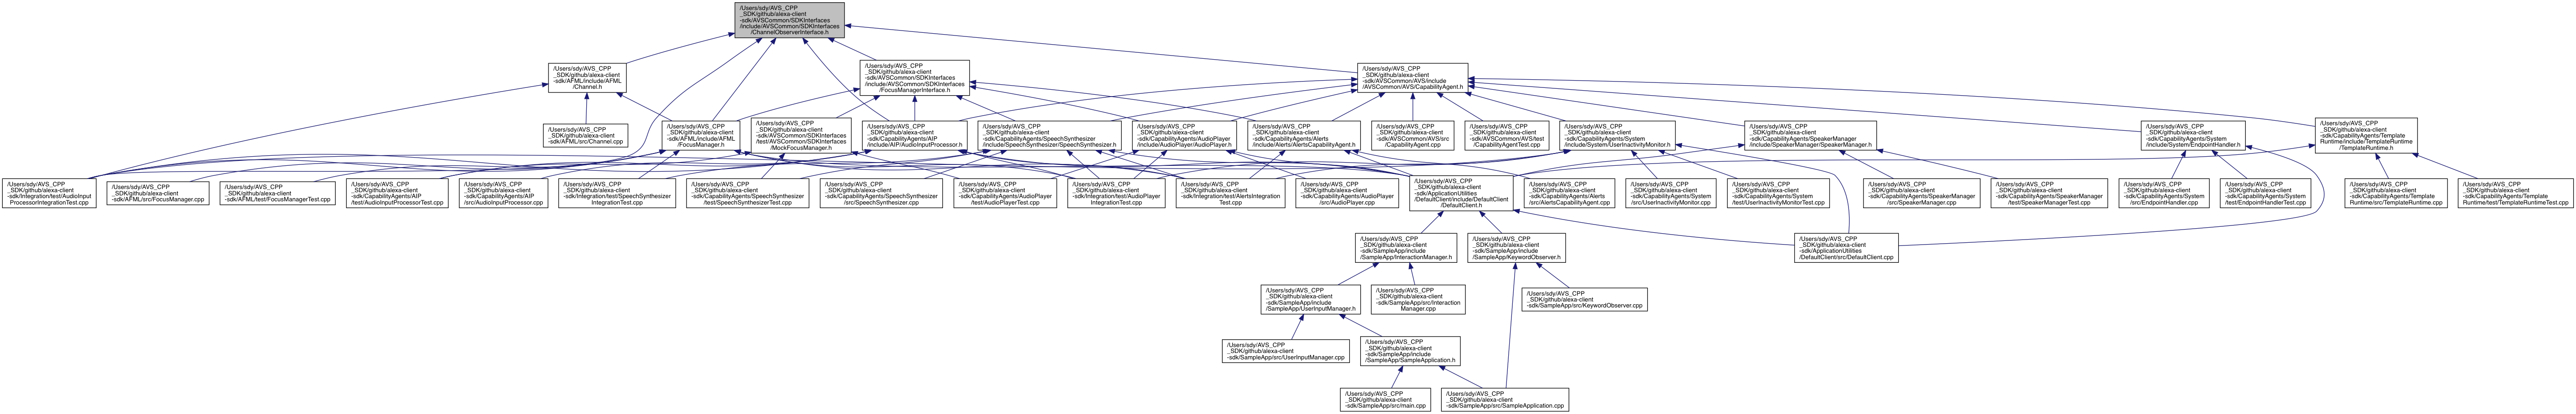 /Users/sdy/AVS_CPP
_SDK/github/alexa-client
-sdk/AVSCommon/SDKInterfaces
/include/AVSCommon/SDKInterfaces
/ChannelObserverInterface.h
/Users/sdy/AVS_CPP
_SDK/github/alexa-client
-sdk/AFML/include/AFML
/Channel.h
/Users/sdy/AVS_CPP
_SDK/github/alexa-client
-sdk/AVSCommon/SDKInterfaces
/include/AVSCommon/SDKInterfaces
/FocusManagerInterface.h
/Users/sdy/AVS_CPP
_SDK/github/alexa-client
-sdk/AVSCommon/AVS/include
/AVSCommon/AVS/CapabilityAgent.h
/Users/sdy/AVS_CPP
_SDK/github/alexa-client
-sdk/AFML/src/Channel.cpp
/Users/sdy/AVS_CPP
_SDK/github/alexa-client
-sdk/AFML/include/AFML
/FocusManager.h
/Users/sdy/AVS_CPP
_SDK/github/alexa-client
-sdk/AVSCommon/SDKInterfaces
/test/AVSCommon/SDKInterfaces
/MockFocusManager.h
/Users/sdy/AVS_CPP
_SDK/github/alexa-client
-sdk/CapabilityAgents/AIP
/include/AIP/AudioInputProcessor.h
/Users/sdy/AVS_CPP
_SDK/github/alexa-client
-sdk/CapabilityAgents/SpeechSynthesizer
/include/SpeechSynthesizer/SpeechSynthesizer.h
/Users/sdy/AVS_CPP
_SDK/github/alexa-client
-sdk/CapabilityAgents/AudioPlayer
/include/AudioPlayer/AudioPlayer.h
/Users/sdy/AVS_CPP
_SDK/github/alexa-client
-sdk/CapabilityAgents/Alerts
/include/Alerts/AlertsCapabilityAgent.h
/Users/sdy/AVS_CPP
_SDK/github/alexa-client
-sdk/AVSCommon/AVS/src
/CapabilityAgent.cpp
/Users/sdy/AVS_CPP
_SDK/github/alexa-client
-sdk/AVSCommon/AVS/test
/CapabilityAgentTest.cpp
/Users/sdy/AVS_CPP
_SDK/github/alexa-client
-sdk/CapabilityAgents/System
/include/System/UserInactivityMonitor.h
/Users/sdy/AVS_CPP
_SDK/github/alexa-client
-sdk/CapabilityAgents/SpeakerManager
/include/SpeakerManager/SpeakerManager.h
/Users/sdy/AVS_CPP
_SDK/github/alexa-client
-sdk/CapabilityAgents/System
/include/System/EndpointHandler.h
/Users/sdy/AVS_CPP
_SDK/github/alexa-client
-sdk/CapabilityAgents/Template
Runtime/include/TemplateRuntime
/TemplateRuntime.h
/Users/sdy/AVS_CPP
_SDK/github/alexa-client
-sdk/Integration/test/AudioInput
ProcessorIntegrationTest.cpp
/Users/sdy/AVS_CPP
_SDK/github/alexa-client
-sdk/AFML/src/FocusManager.cpp
/Users/sdy/AVS_CPP
_SDK/github/alexa-client
-sdk/AFML/test/FocusManagerTest.cpp
/Users/sdy/AVS_CPP
_SDK/github/alexa-client
-sdk/CapabilityAgents/AIP
/test/AudioInputProcessorTest.cpp
/Users/sdy/AVS_CPP
_SDK/github/alexa-client
-sdk/CapabilityAgents/AIP
/src/AudioInputProcessor.cpp
/Users/sdy/AVS_CPP
_SDK/github/alexa-client
-sdk/Integration/test/SpeechSynthesizer
IntegrationTest.cpp
/Users/sdy/AVS_CPP
_SDK/github/alexa-client
-sdk/CapabilityAgents/SpeechSynthesizer
/test/SpeechSynthesizerTest.cpp
/Users/sdy/AVS_CPP
_SDK/github/alexa-client
-sdk/CapabilityAgents/SpeechSynthesizer
/src/SpeechSynthesizer.cpp
/Users/sdy/AVS_CPP
_SDK/github/alexa-client
-sdk/CapabilityAgents/AudioPlayer
/test/AudioPlayerTest.cpp
/Users/sdy/AVS_CPP
_SDK/github/alexa-client
-sdk/Integration/test/AudioPlayer
IntegrationTest.cpp
/Users/sdy/AVS_CPP
_SDK/github/alexa-client
-sdk/Integration/test/AlertsIntegration
Test.cpp
/Users/sdy/AVS_CPP
_SDK/github/alexa-client
-sdk/CapabilityAgents/AudioPlayer
/src/AudioPlayer.cpp
/Users/sdy/AVS_CPP
_SDK/github/alexa-client
-sdk/ApplicationUtilities
/DefaultClient/include/DefaultClient
/DefaultClient.h
/Users/sdy/AVS_CPP
_SDK/github/alexa-client
-sdk/CapabilityAgents/Alerts
/src/AlertsCapabilityAgent.cpp
/Users/sdy/AVS_CPP
_SDK/github/alexa-client
-sdk/CapabilityAgents/System
/src/UserInactivityMonitor.cpp
/Users/sdy/AVS_CPP
_SDK/github/alexa-client
-sdk/CapabilityAgents/System
/test/UserInactivityMonitorTest.cpp
/Users/sdy/AVS_CPP
_SDK/github/alexa-client
-sdk/CapabilityAgents/SpeakerManager
/src/SpeakerManager.cpp
/Users/sdy/AVS_CPP
_SDK/github/alexa-client
-sdk/CapabilityAgents/SpeakerManager
/test/SpeakerManagerTest.cpp
/Users/sdy/AVS_CPP
_SDK/github/alexa-client
-sdk/CapabilityAgents/System
/src/EndpointHandler.cpp
/Users/sdy/AVS_CPP
_SDK/github/alexa-client
-sdk/CapabilityAgents/System
/test/EndpointHandlerTest.cpp
/Users/sdy/AVS_CPP
_SDK/github/alexa-client
-sdk/CapabilityAgents/Template
Runtime/src/TemplateRuntime.cpp
/Users/sdy/AVS_CPP
_SDK/github/alexa-client
-sdk/CapabilityAgents/Template
Runtime/test/TemplateRuntimeTest.cpp
/Users/sdy/AVS_CPP
_SDK/github/alexa-client
-sdk/SampleApp/include
/SampleApp/InteractionManager.h
/Users/sdy/AVS_CPP
_SDK/github/alexa-client
-sdk/SampleApp/include
/SampleApp/KeywordObserver.h
/Users/sdy/AVS_CPP
_SDK/github/alexa-client
-sdk/ApplicationUtilities
/DefaultClient/src/DefaultClient.cpp
/Users/sdy/AVS_CPP
_SDK/github/alexa-client
-sdk/SampleApp/include
/SampleApp/UserInputManager.h
/Users/sdy/AVS_CPP
_SDK/github/alexa-client
-sdk/SampleApp/src/Interaction
Manager.cpp
/Users/sdy/AVS_CPP
_SDK/github/alexa-client
-sdk/SampleApp/src/KeywordObserver.cpp
/Users/sdy/AVS_CPP
_SDK/github/alexa-client
-sdk/SampleApp/src/UserInputManager.cpp
/Users/sdy/AVS_CPP
_SDK/github/alexa-client
-sdk/SampleApp/include
/SampleApp/SampleApplication.h
/Users/sdy/AVS_CPP
_SDK/github/alexa-client
-sdk/SampleApp/src/main.cpp
/Users/sdy/AVS_CPP
_SDK/github/alexa-client
-sdk/SampleApp/src/SampleApplication.cpp